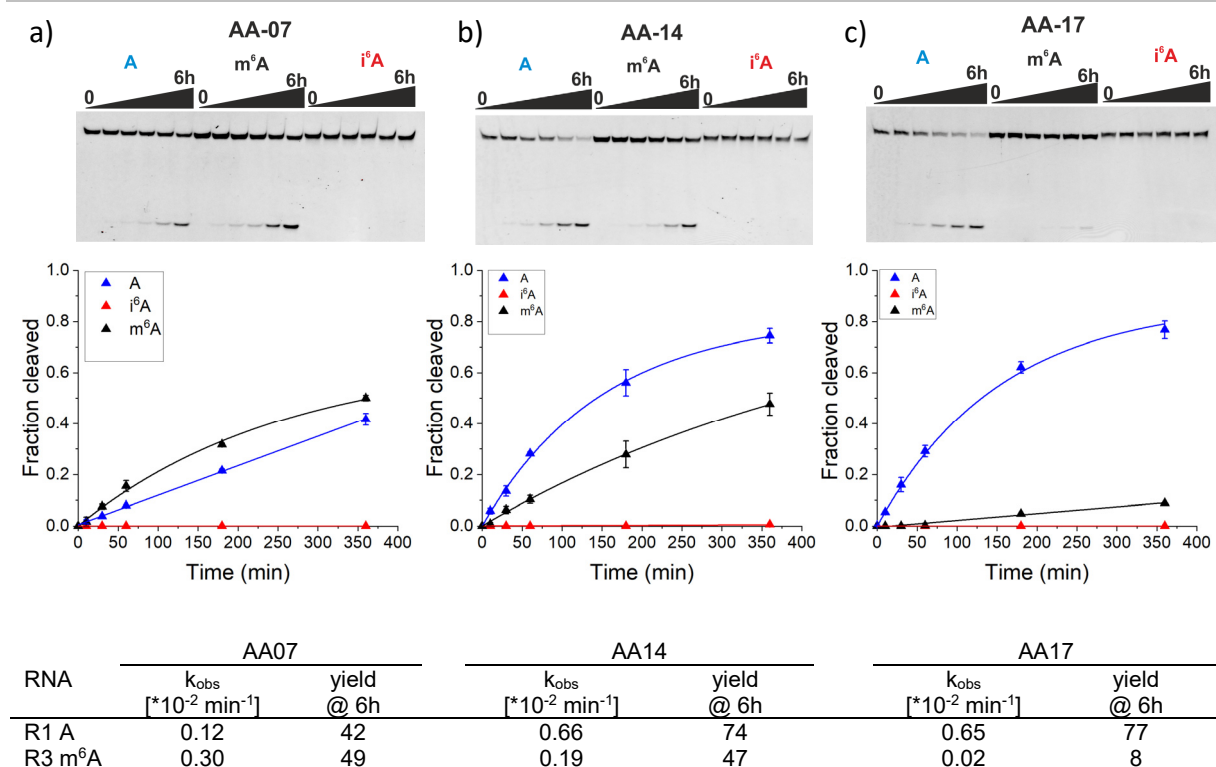 a) AA-07
A m⁶A i⁶A
0 6h 0 6h 0 6h
b) AA-14
A m⁶A i⁶A
0 6h 0 6h 0 6h
c) AA-17
A m⁶A i⁶A
0 6h 0 6h 0 6h
Fraction cleaved
1.0
0.8
0.6
0.4
0.2
0.0
A
i⁶A
m⁶A
0 50 100 150 200 250 300 350 400
Time (min)
Fraction cleaved
1.0
0.8
0.6
0.4
0.2
0.0
A
i⁶A
m⁶A
0 50 100 150 200 250 300 350 400
Time (min)
Fraction cleaved
1.0
0.8
0.6
0.4
0.2
0.0
A
i⁶A
m⁶A
0 50 100 150 200 250 300 350 400
Time (min)
AA07 AA14 AA17
RNA kobs yield kobs yield kobs yield
[*10⁻² min⁻¹] @ 6h [*10⁻² min⁻¹] @ 6h [*10⁻² min⁻¹] @ 6h
R1 A 0.12 42 0.66 74 0.65 77
R3 m⁶A 0.30 49 0.19 47 0.02 8